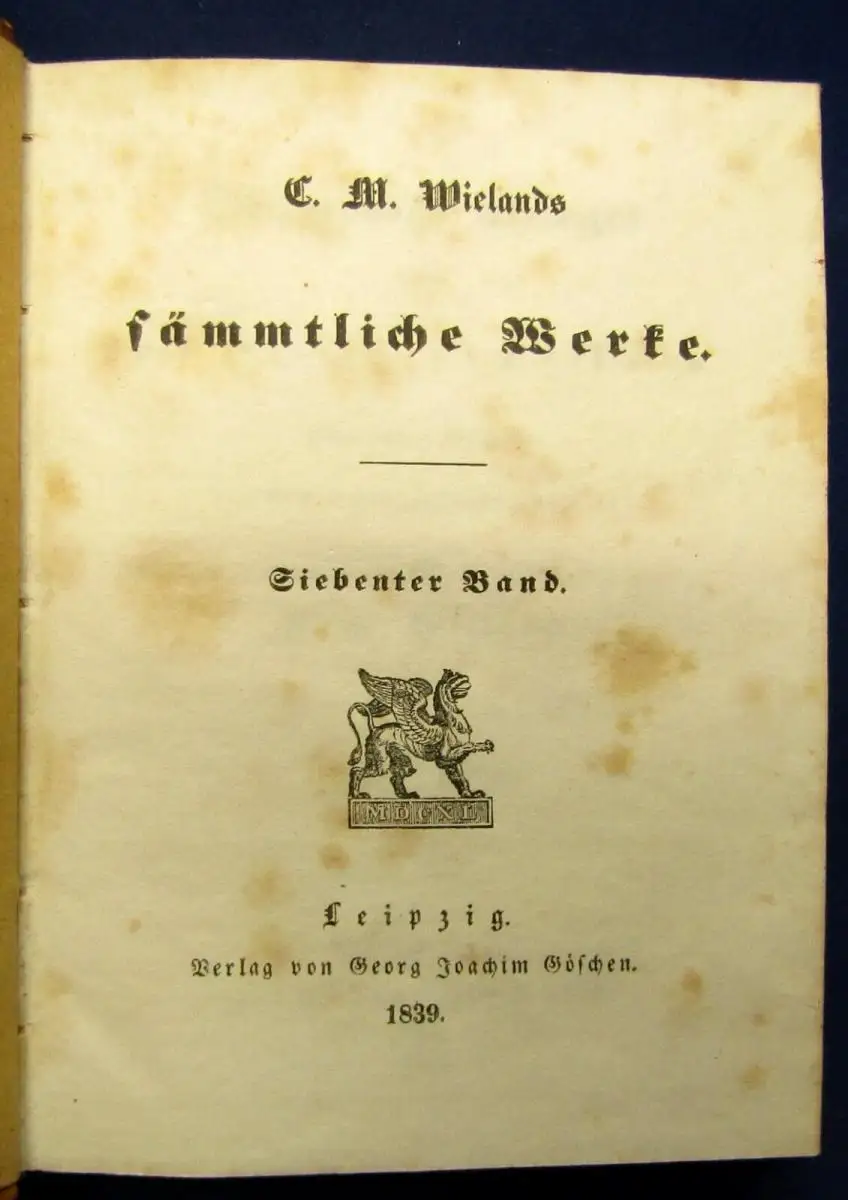 C. M. Wielands
sämmtliche Werke.
Siebenter Band.
MDCXL
Leipzig.
Verlag von Georg Joachim Göschen.
1839.